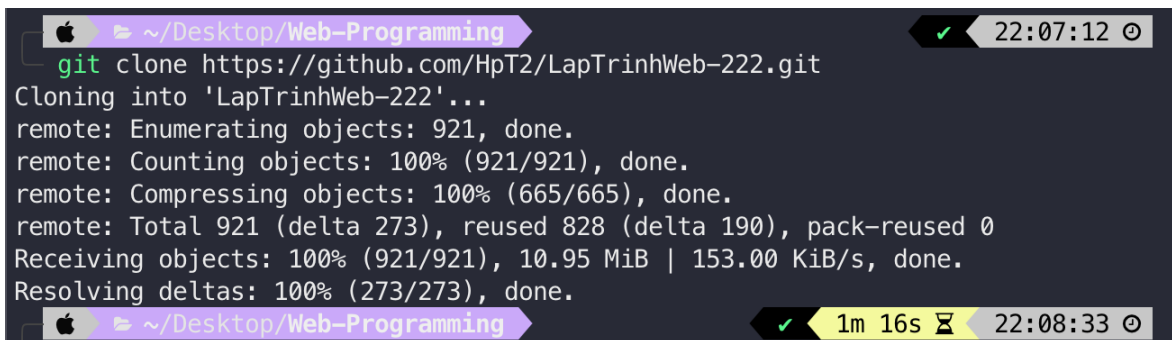 ~/Desktop/Web-Programming ✔ 22:07:12
git clone https://github.com/HpT2/LapTrinhWeb-222.git
Cloning into 'LapTrinhWeb-222'...
remote: Enumerating objects: 921, done.
remote: Counting objects: 100% (921/921), done.
remote: Compressing objects: 100% (665/665), done.
remote: Total 921 (delta 273), reused 828 (delta 190), pack-reused 0
Receiving objects: 100% (921/921), 10.95 MiB | 153.00 KiB/s, done.
Resolving deltas: 100% (273/273), done.
~/Desktop/Web-Programming ✔ 1m 16s 22:08:33